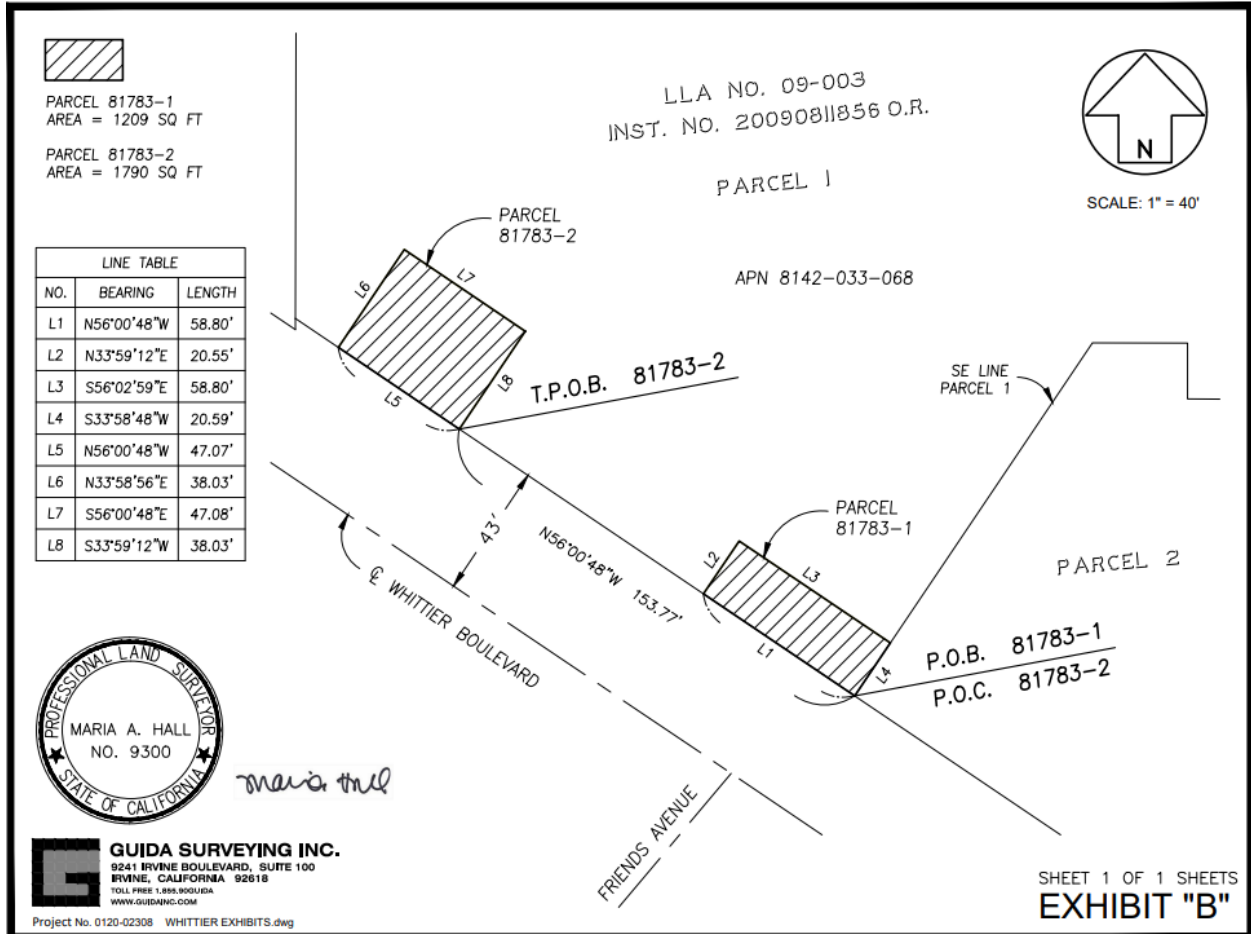 PARCEL 81783-1
AREA = 1209 SQ FT
PARCEL 81783-2
AREA = 1790 SQ FT
LLA NO. 09-003
INST. NO. 20090811856 O.R.
PARCEL 1
N
SCALE: 1" = 40'
APN 8142-033-068
LINE TABLE
NO. BEARING LENGTH
L1 N56°00'48"W 58.80'
L2 N33°59'12"E 20.55'
L3 S56°02'59"E 58.80'
L4 S33°58'48"W 20.59'
L5 N56°00'48"W 47.07'
L6 N33°58'56"E 38.03'
L7 S56°00'48"E 47.08'
L8 S33°59'12"W 38.03'
PARCEL
81783-2
L7
L6
L8
L5
T.P.O.B. 81783-2
SE LINE
PARCEL 1
43'
N56°00'48"W 153.77'
℄ WHITTIER BOULEVARD
PARCEL
81783-1
L2
L3
L1
L4
PARCEL 2
P.O.B. 81783-1
P.O.C. 81783-2
FRIENDS AVENUE
PROFESSIONAL LAND SURVEYOR
MARIA A. HALL
NO. 9300
STATE OF CALIFORNIA
Maria Hall
GUIDA SURVEYING INC.
9241 IRVINE BOULEVARD, SUITE 100
IRVINE, CALIFORNIA 92618
TOLL FREE 1.855.90GUIDA
WWW.GUIDAINC.COM
Project No. 0120-02308 WHITTIER EXHIBITS.dwg
SHEET 1 OF 1 SHEETS
EXHIBIT "B"